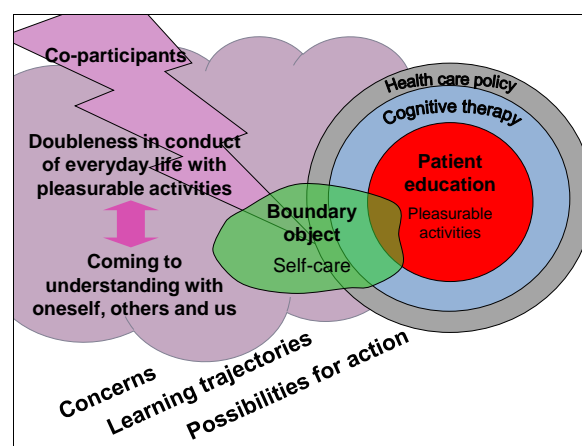 Co-participants
Doubleness in conduct
of everyday life with
pleasurable activities
Coming to
understanding with
oneself, others and us
Boundary
object
Self-care
Health care policy
Cognitive therapy
Patient
education
Pleasurable
activities
Concerns
Learning trajectories
Possibilities for action